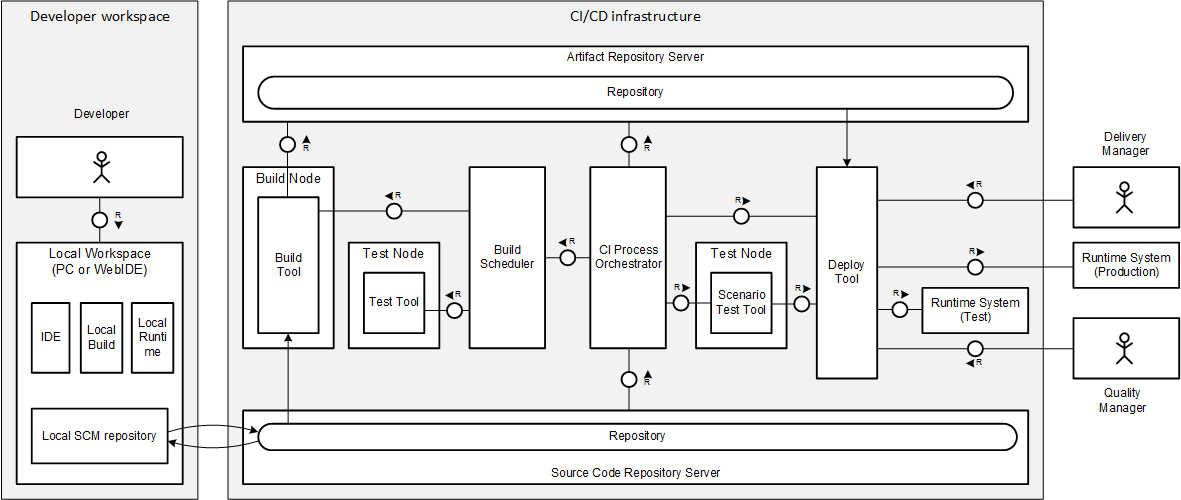 Developer workspace
CI/CD infrastructure
Artifact Repository Server
Repository
Developer
R
R
R
Delivery
Manager
Build Node
R
R
R
R
Build
Tool
Test Node
Test Tool
R
Build
Scheduler
R
CI Process
Orchestrator
R
Test Node
Scenario
Test Tool
R
Deploy
Tool
R
R
Runtime System
(Production)
Runtime System
(Test)
R
Local Workspace
(PC or WebIDE)
IDE
Local
Build
Local
Runti
me
R
Quality
Manager
Local SCM repository
Repository
Source Code Repository Server